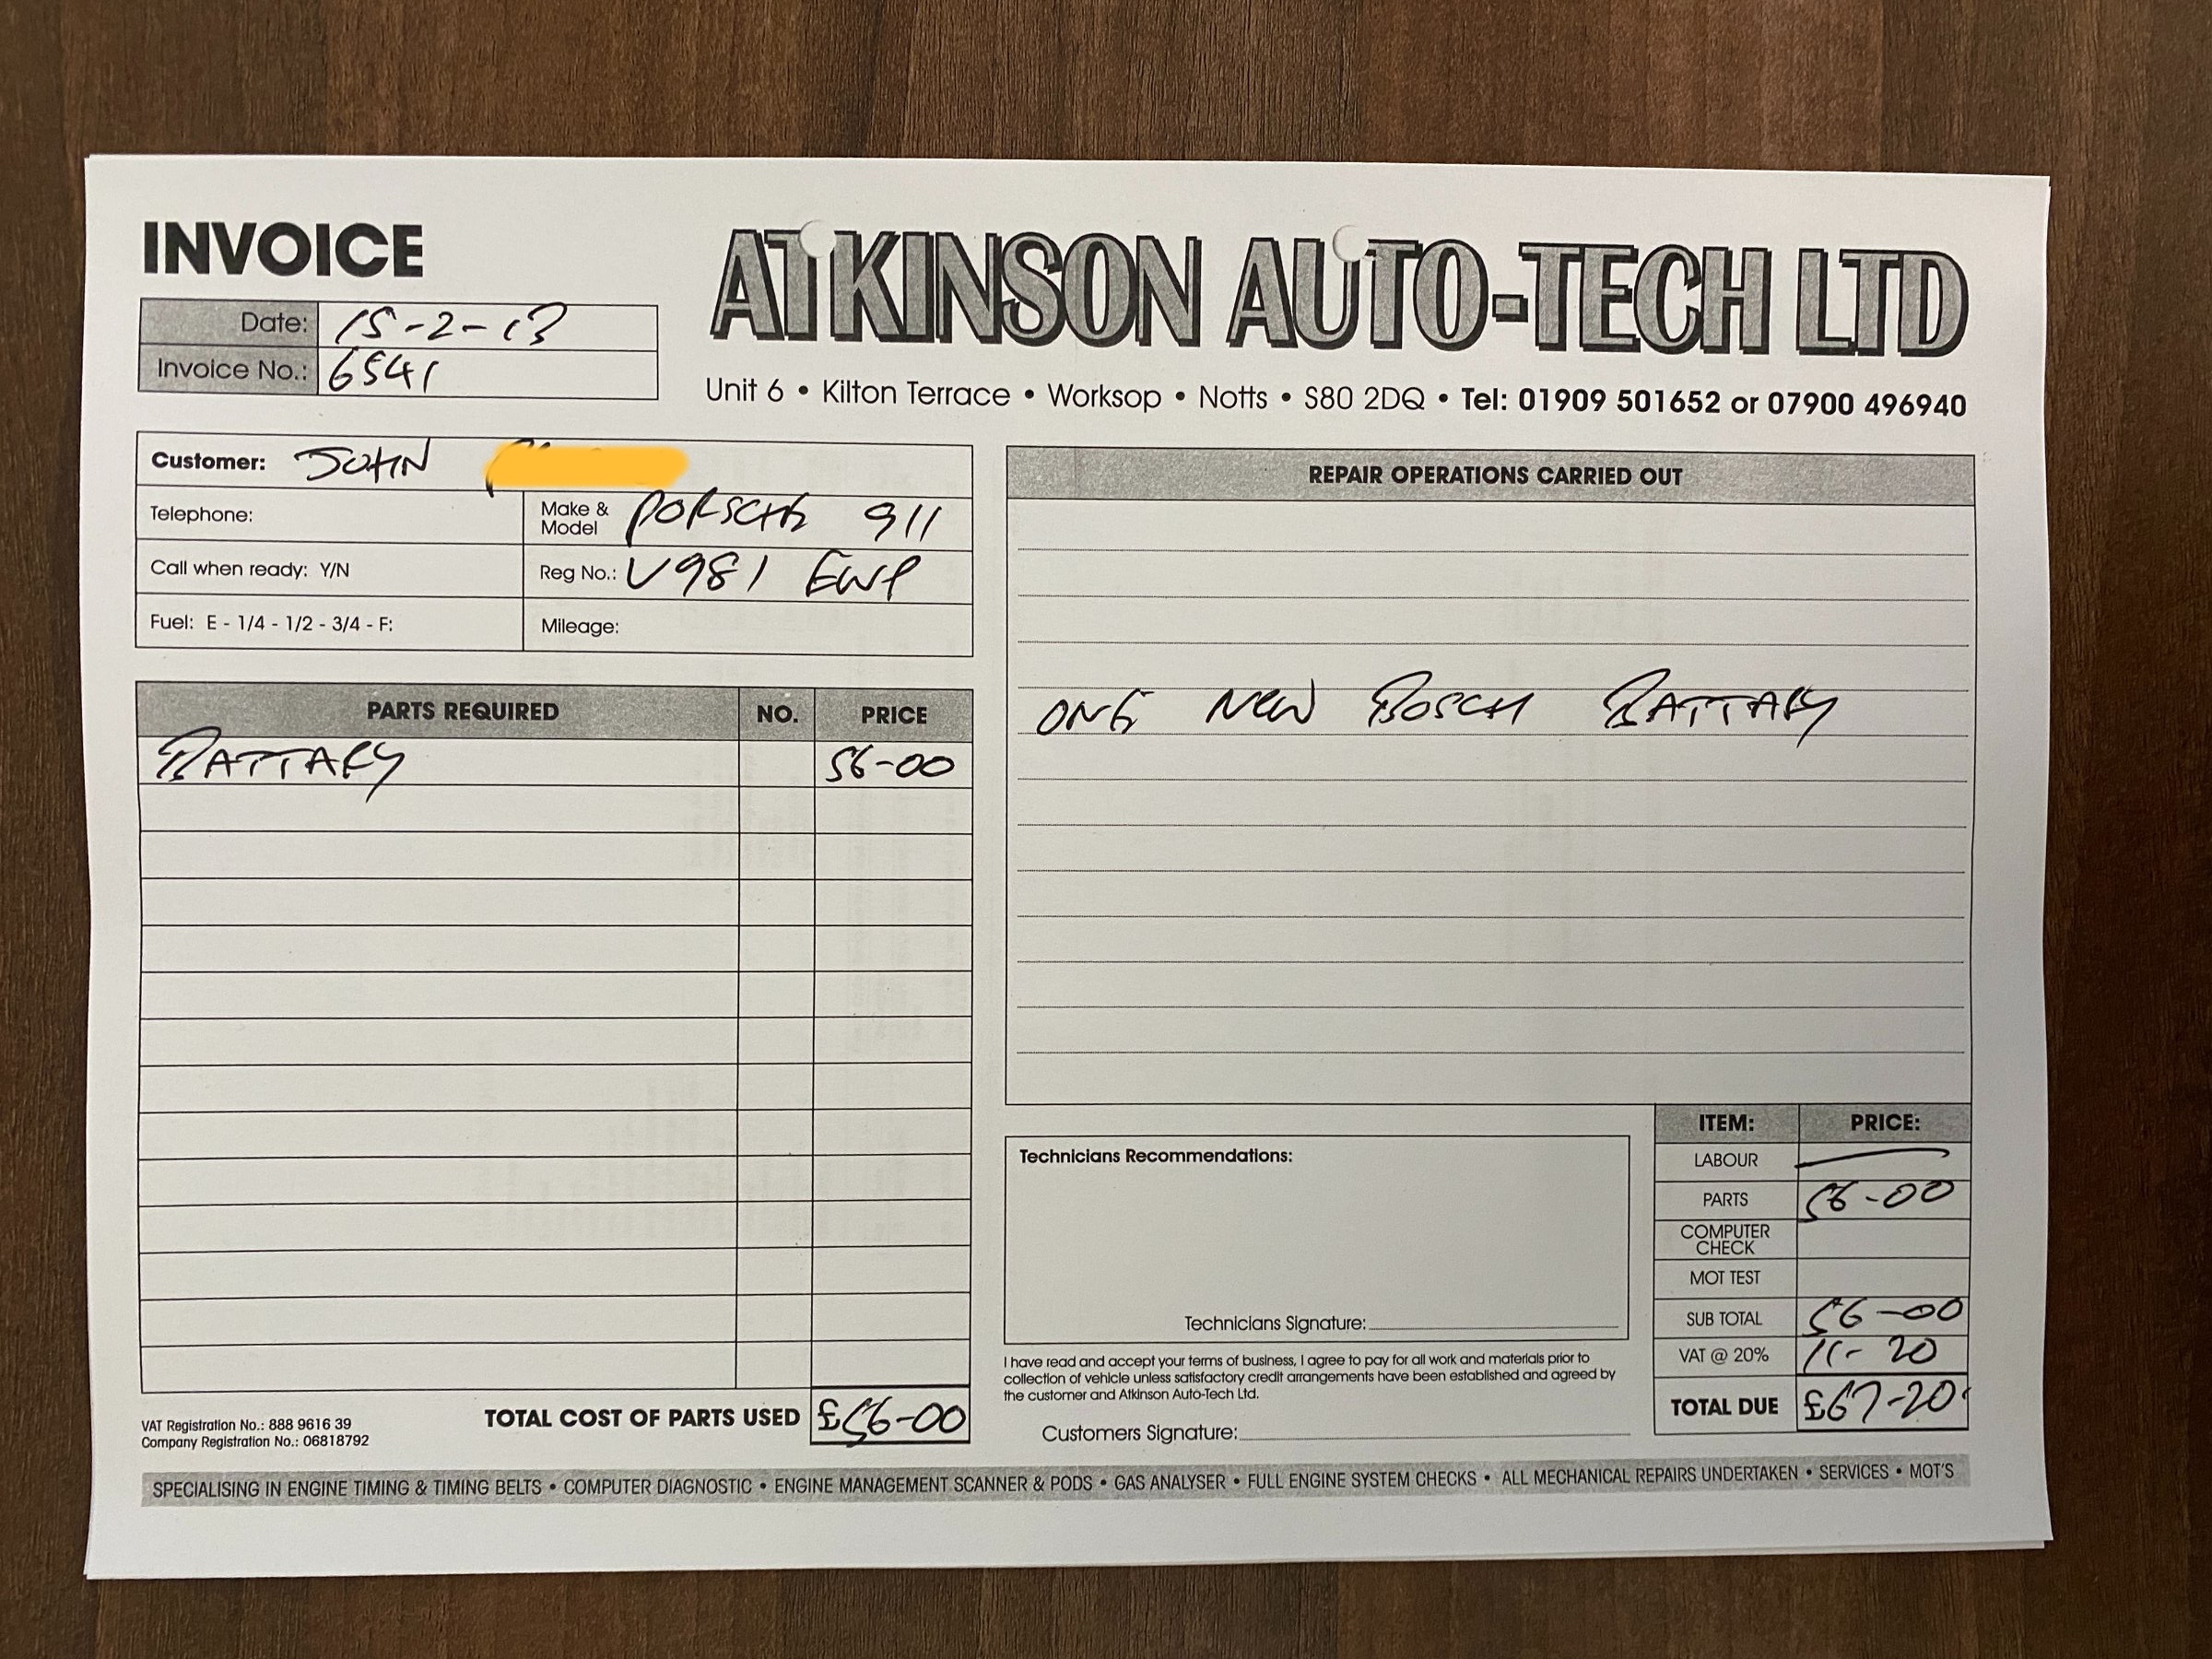 INVOICE
ATKINSON AUTO-TECH LTD
Unit 6 • Kilton Terrace • Worksop • Notts • S80 2DQ • Tel: 01909 501652 or 07900 496940
Date: 15-2-13
Invoice No.: 6541
Customer: JOHN
Telephone:
Make & Model PORSCHE 911
Call when ready: Y/N
Reg No.: V981 EWP
Fuel: E - 1/4 - 1/2 - 3/4 - F:
Mileage:
PARTS REQUIRED NO. PRICE
BATTARY 56-00
TOTAL COST OF PARTS USED £56-00
VAT Registration No.: 888 9616 39
Company Registration No.: 06818792
REPAIR OPERATIONS CARRIED OUT
ONE NEW BOSCH BATTARY
Technicians Recommendations:
Technicians Signature:
I have read and accept your terms of business, I agree to pay for all work and materials prior to
collection of vehicle unless satisfactory credit arrangements have been established and agreed by
the customer and Atkinson Auto-Tech Ltd.
Customers Signature:
ITEM: PRICE:
LABOUR —
PARTS 56-00
COMPUTER CHECK
MOT TEST
SUB TOTAL 56-00
VAT @ 20% 11-20
TOTAL DUE £67-20
SPECIALISING IN ENGINE TIMING & TIMING BELTS • COMPUTER DIAGNOSTIC • ENGINE MANAGEMENT SCANNER & PODS • GAS ANALYSER • FULL ENGINE SYSTEM CHECKS • ALL MECHANICAL REPAIRS UNDERTAKEN • SERVICES • MOT'S